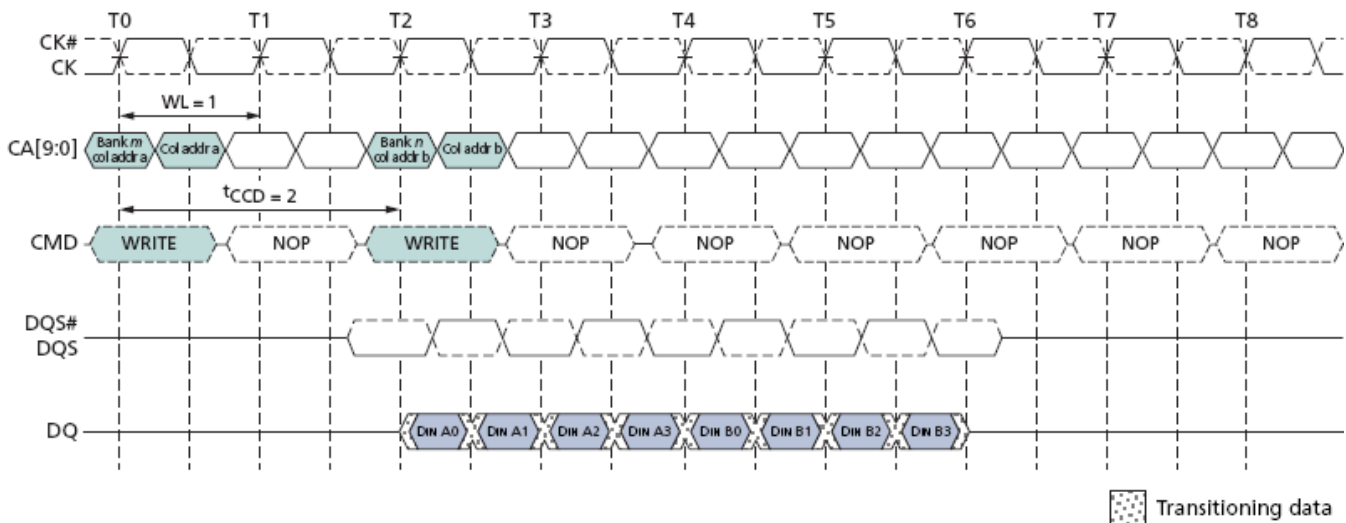 T0 T1 T2 T3 T4 T5 T6 T7 T8
CK#
CK
WL = 1
CA[9:0]
Bank m
col addr a
Col addr a
Bank n
col addr b
Col addr b
tCCD = 2
CMD WRITE NOP WRITE NOP NOP NOP NOP NOP NOP
DQS#
DQS
DQ DIN A0 DIN A1 DIN A2 DIN A3 DIN B0 DIN B1 DIN B2 DIN B3
Transitioning data